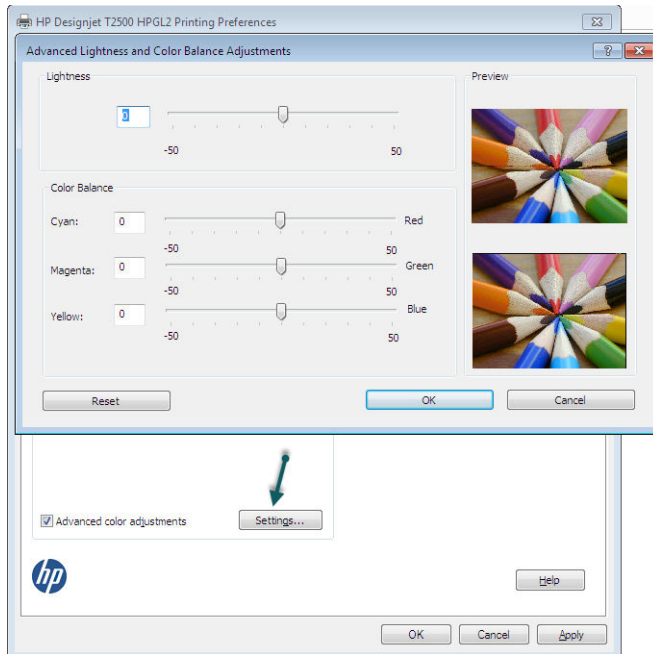 HP Designjet T2500 HPGL2 Printing Preferences
Advanced Lightness and Color Balance Adjustments
Lightness
Preview
0
-50 50
Color Balance
Cyan: 0 Red
-50 50
Magenta: 0 Green
-50 50
Yellow: 0 Blue
-50 50
Reset OK Cancel
Advanced color adjustments Settings...
hp
Help
OK Cancel Apply